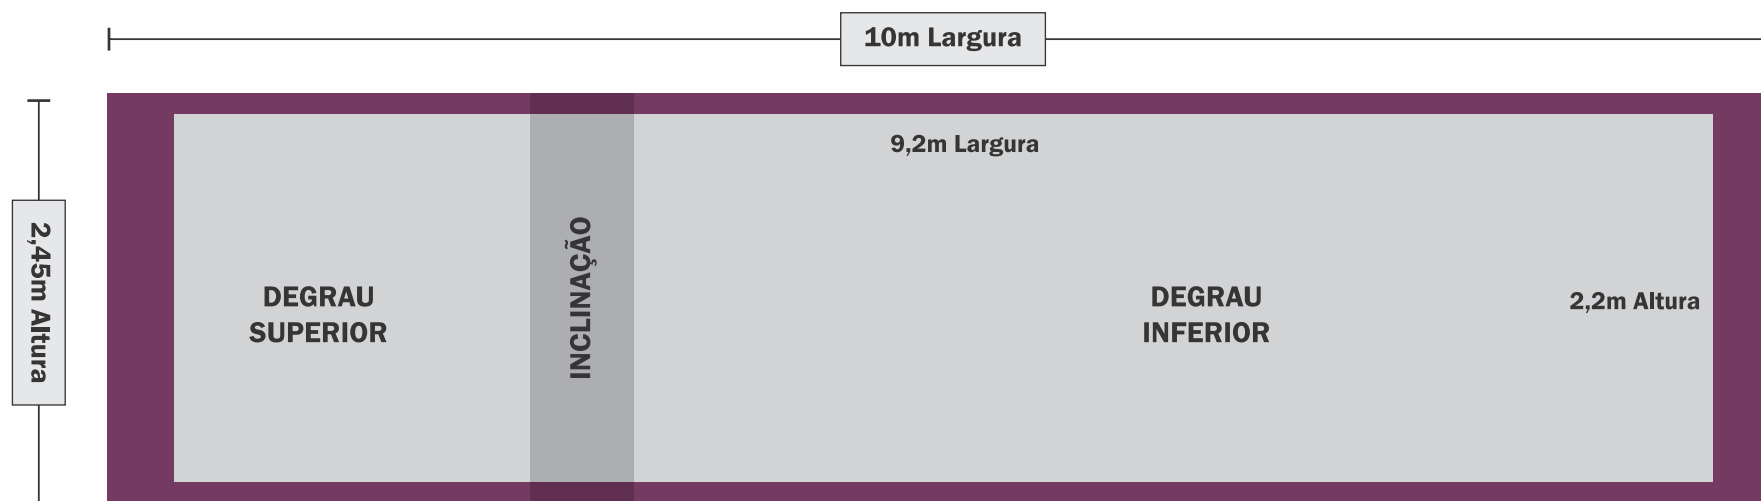 10m Largura
9,2m Largura
2,45m Altura
DEGRAU
SUPERIOR
INCLINAÇÃO
DEGRAU
INFERIOR
2,2m Altura